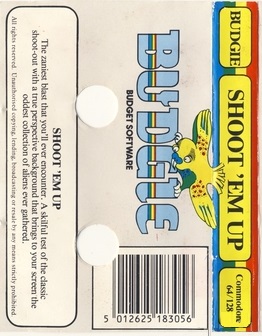 BUDGIE
SHOOT 'EM UP
Commodore
64/128
BUDGIE
BUDGET SOFTWARE
5 012625 183056
SHOOT 'EM UP
The zaniest blast that you'll ever encounter. A skilful test of the classic
shoot-out with a true perspective background that brings to your screen the
oddest collection of aliens ever gathered.
All rights reserved. Unauthorised copying, lending, broadcasting or resale by any means strictly prohibited